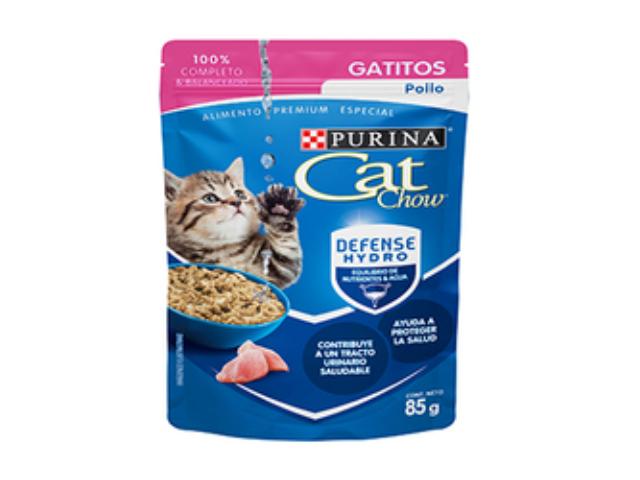 100%
COMPLETO
& BALANCEADO
GATITOS
Pollo
ALIMENTO PREMIUM ESPECIAL
PURINA
Cat
Chow
DEFENSE
HYDRO
EQUILIBRIO DE
NUTRIENTES & AGUA
AYUDA A
PROTEGER
LA SALUD
CONTRIBUYE
A UN TRACTO
URINARIO
SALUDABLE
CONT. NETO
85 g